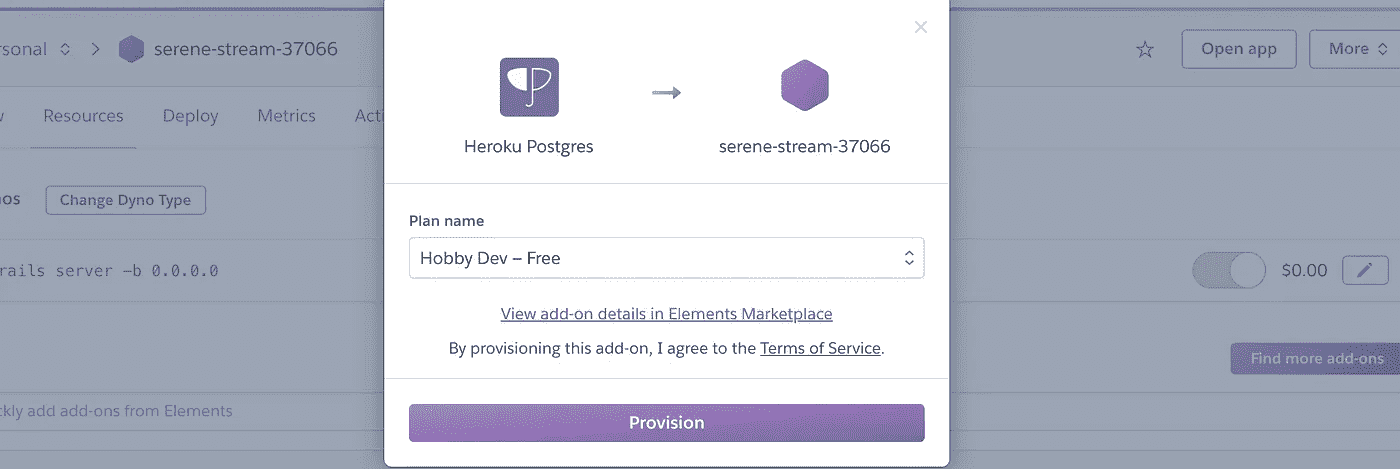 rsonal > serene-stream-37066
Open app
More
Resources Deploy Metrics Acti
Heroku Postgres
serene-stream-37066
os
Change Dyno Type
Plan name
Hobby Dev – Free
rails server -b 0.0.0.0
$0.00
View add-on details in Elements Marketplace
By provisioning this add-on, I agree to the Terms of Service.
Find more add-ons
ckly add add-ons from Elements
Provision